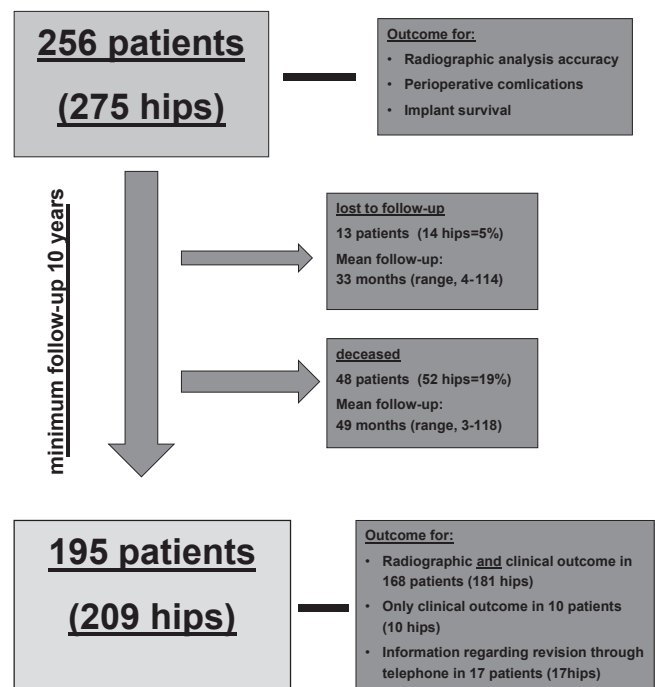 256 patients
(275 hips)
Outcome for:
• Radiographic analysis accuracy
• Perioperative comlications
• Implant survival
minimum follow-up 10 years
lost to follow-up
13 patients (14 hips=5%)
Mean follow-up:
33 months (range, 4-114)
deceased
48 patients (52 hips=19%)
Mean follow-up:
49 months (range, 3-118)
195 patients
(209 hips)
Outcome for:
• Radiographic and clinical outcome in
168 patients (181 hips)
• Only clinical outcome in 10 patients
(10 hips)
• Information regarding revision through
telephone in 17 patients (17hips)